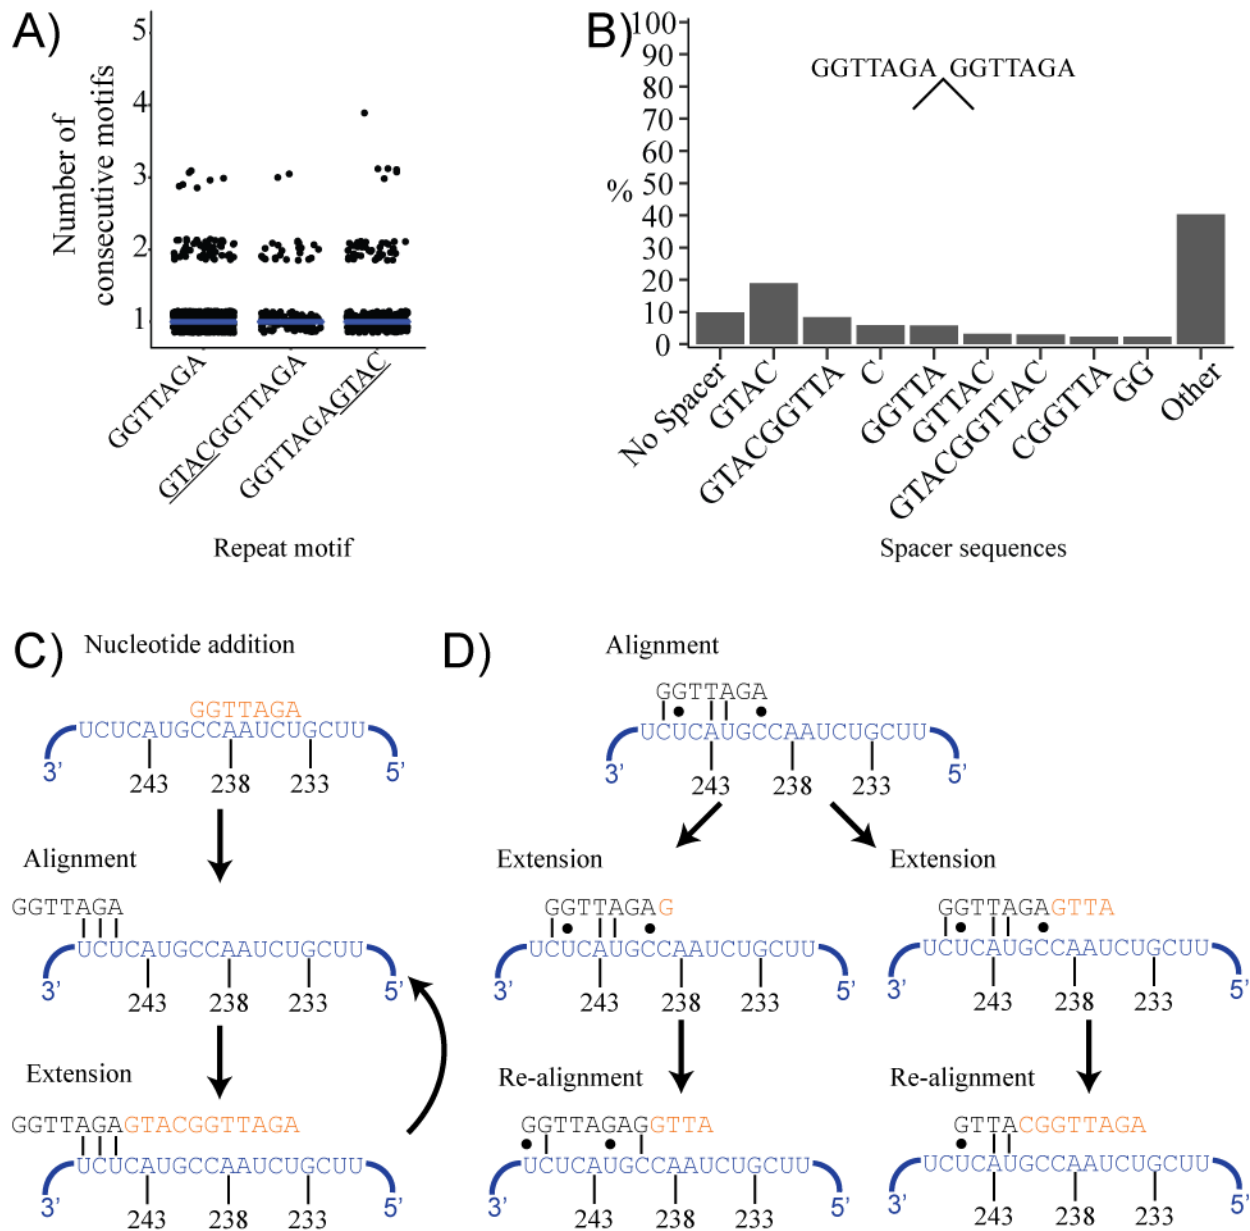 A)
Number of
consecutive motifs
5
4
3
2
1
GGTTAGA
GTACGGTTAGA
GGTTAGAGTAC
Repeat motif
B)
%
100
90
80
70
60
50
40
30
20
10
0
GGTTAGA GGTTAGA
No Spacer
GTAC
GTACGGTTA
C
GGTTA
GTTAC
GTACGGTTAC
CGGTTA
GG
Other
Spacer sequences
C)
Nucleotide addition
GGTTAGA
UCUCAUGCCAAUCUGCUU
3’ 5’
243 238 233
Alignment
GGTTAGA
UCUCAUGCCAAUCUGCUU
3’ 5’
243 238 233
Extension
GGTTAGAGTACGGTTAGA
UCUCAUGCCAAUCUGCUU
3’ 5’
243 238 233
D)
Alignment
GGTTAGA
UCUCAUGCCAAUCUGCUU
3’ 5’
243 238 233
Extension
GGTTAGAG
UCUCAUGCCAAUCUGCUU
3’ 5’
243 238 233
Re-alignment
GGTTAGAGGTTA
UCUCAUGCCAAUCUGCUU
3’ 5’
243 238 233
Extension
GGTTAGAGTTA
UCUCAUGCCAAUCUGCUU
3’ 5’
243 238 233
Re-alignment
GTTACGGTTAGA
UCUCAUGCCAAUCUGCUU
3’ 5’
243 238 233